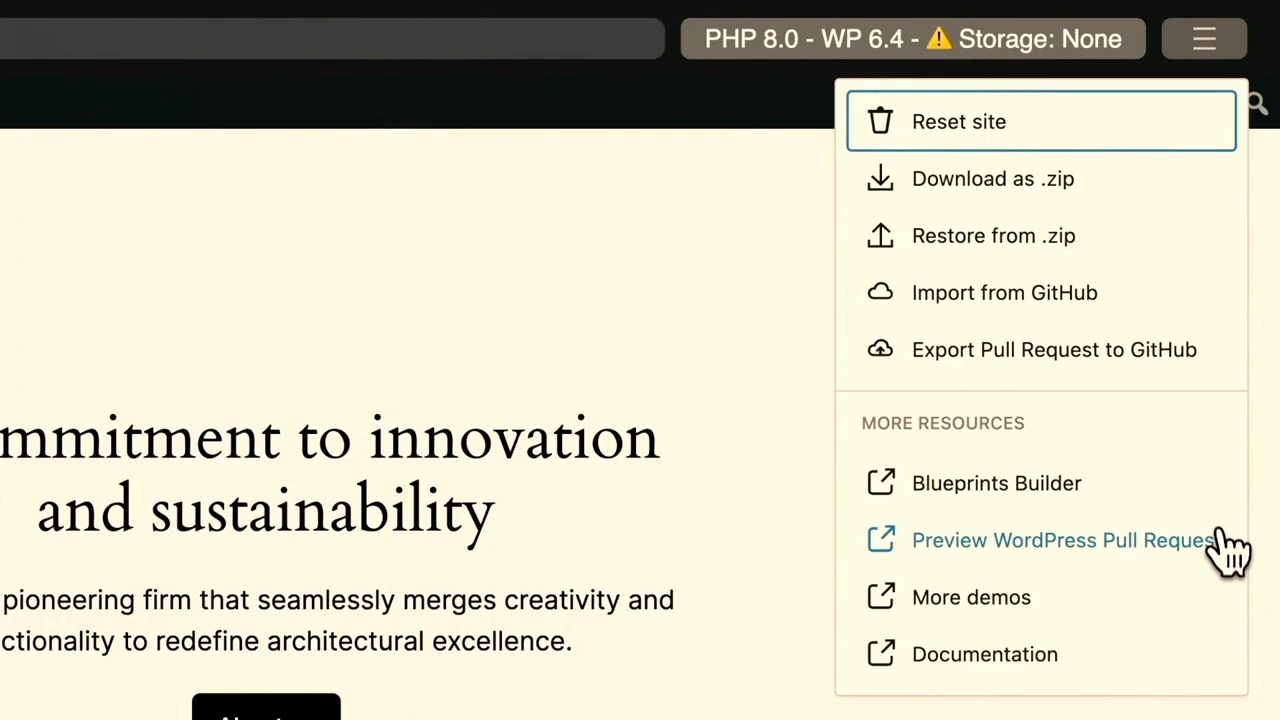 PHP 8.0 - WP 6.4 - ⚠️ Storage: None
Reset site
Download as .zip
Restore from .zip
Import from GitHub
Export Pull Request to GitHub
MORE RESOURCES
Blueprints Builder
Preview WordPress Pull Reques
More demos
Documentation
mmitment to innovation
and sustainability
pioneering firm that seamlessly merges creativity and
ctionality to redefine architectural excellence.